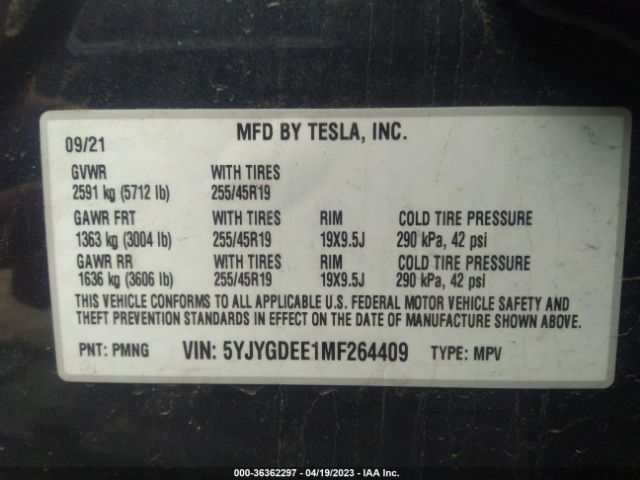 MFD BY TESLA, INC.
09/21
GVWR WITH TIRES
2591 kg (5712 lb) 255/45R19
GAWR FRT WITH TIRES RIM COLD TIRE PRESSURE
1363 kg (3004 lb) 255/45R19 19X9.5J 290 kPa, 42 psi
GAWR RR WITH TIRES RIM COLD TIRE PRESSURE
1636 kg (3606 lb) 255/45R19 19X9.5J 290 kPa, 42 psi
THIS VEHICLE CONFORMS TO ALL APPLICABLE U.S. FEDERAL MOTOR VEHICLE SAFETY AND
THEFT PREVENTION STANDARDS IN EFFECT ON THE DATE OF MANUFACTURE SHOWN ABOVE.
PNT: PMNG VIN: 5YJYGDEE1MF264409 TYPE: MPV
000-36362297 - 04/19/2023 - IAA Inc.